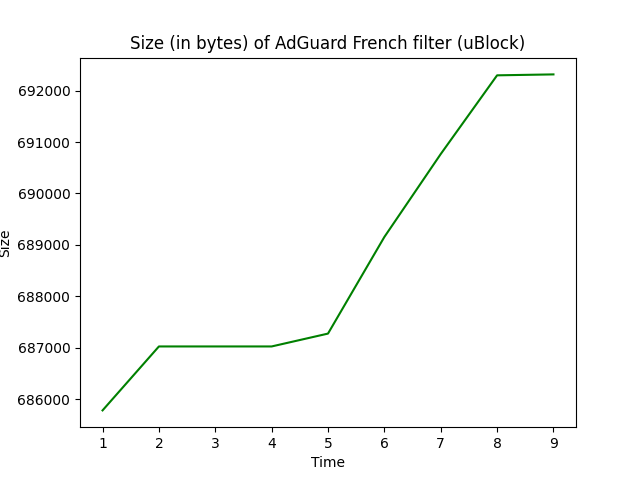 Size (in bytes) of AdGuard French filter (uBlock)
692000
691000
690000
689000
688000
687000
686000
Size
1 2 3 4 5 6 7 8 9
Time